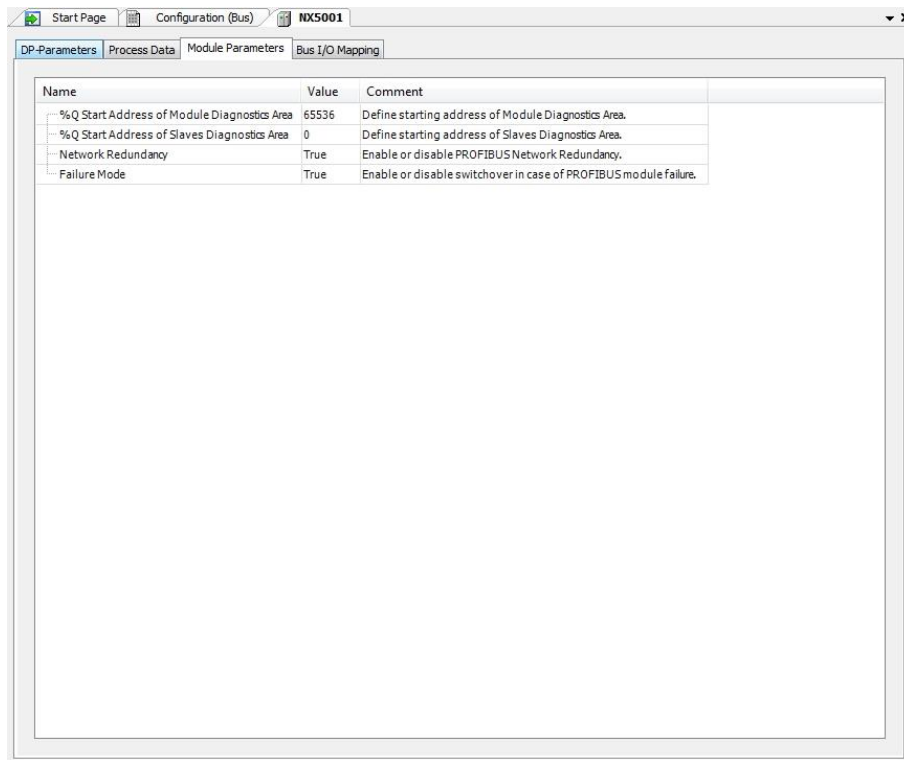 Start Page Configuration (Bus) NX5001
DP-Parameters Process Data Module Parameters Bus I/O Mapping
Name Value Comment
%Q Start Address of Module Diagnostics Area 65536 Define starting address of Module Diagnostics Area.
%Q Start Address of Slaves Diagnostics Area 0 Define starting address of Slaves Diagnostics Area.
Network Redundancy True Enable or disable PROFIBUS Network Redundancy.
Failure Mode True Enable or disable switchover in case of PROFIBUS module failure.